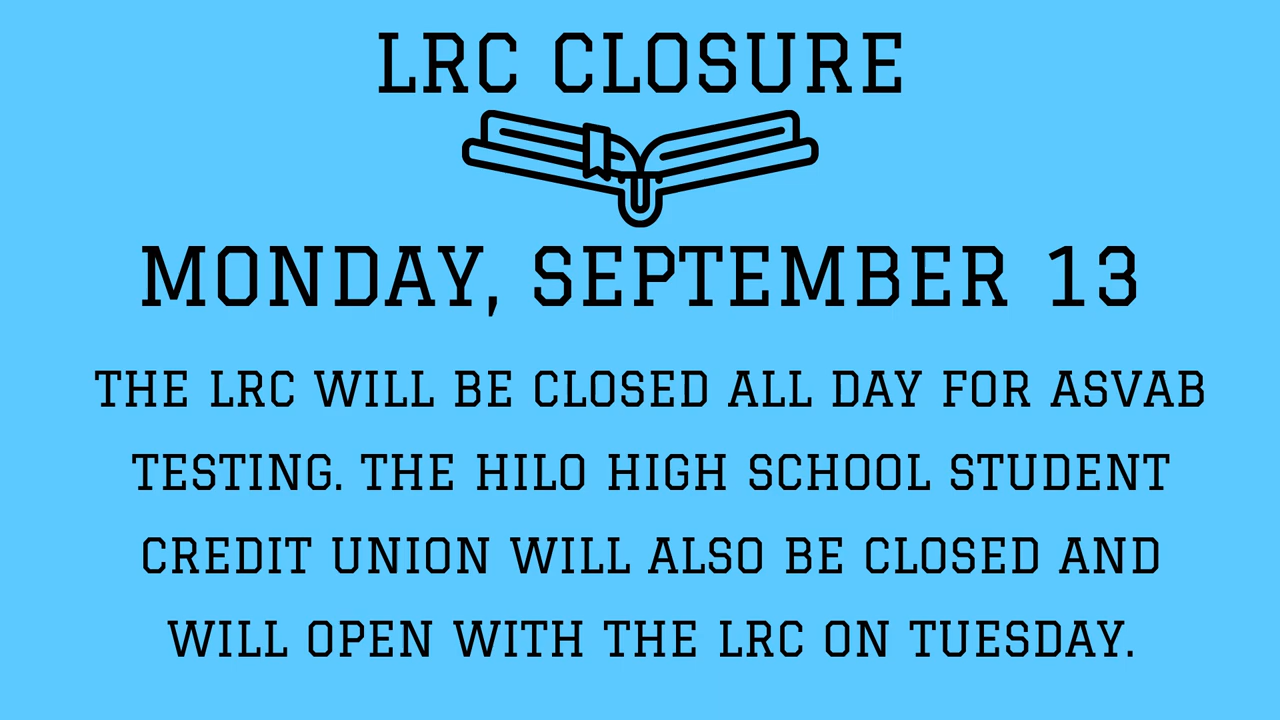 LRC CLOSURE
MONDAY, SEPTEMBER 13
THE LRC WILL BE CLOSED ALL DAY FOR ASVAB
TESTING. THE HILO HIGH SCHOOL STUDENT
CREDIT UNION WILL ALSO BE CLOSED AND
WILL OPEN WITH THE LRC ON TUESDAY.